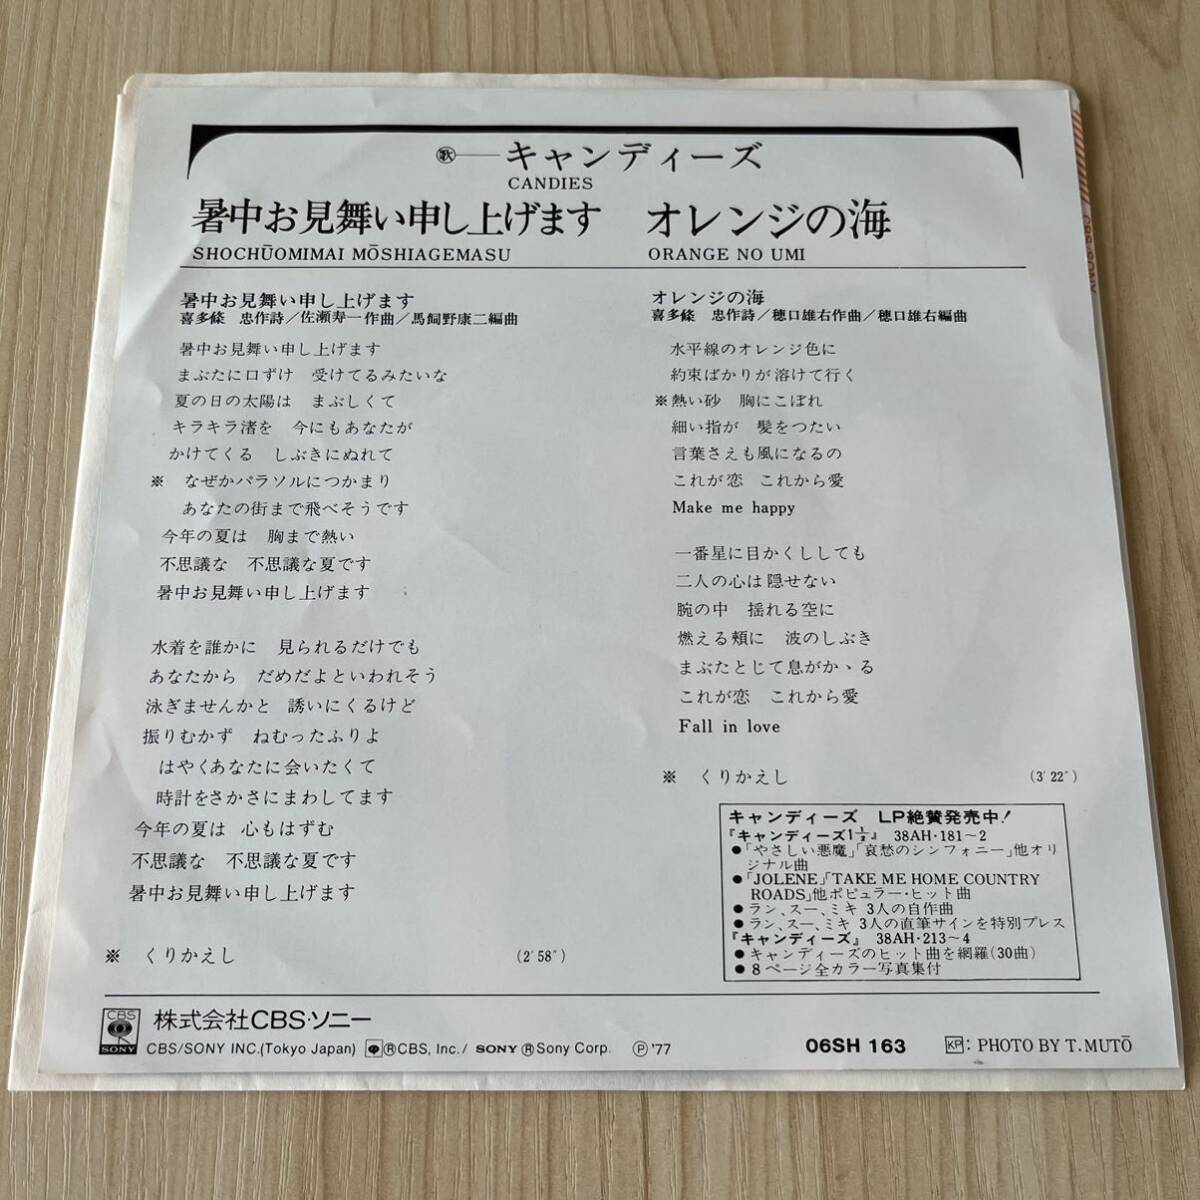 歌—キャンディーズ
CANDIES
暑中お見舞い申し上げます オレンジの海
SHOCHŪOMIMAI MŌSHIAGEMASU ORANGE NO UMI
暑中お見舞い申し上げます
喜多條 忠作詩/佐瀬寿一作曲/馬飼野康二編曲
暑中お見舞い申し上げます
まぶたに口ずけ 受けてるみたいな
夏の日の太陽は まぶしくて
キラキラ渚を 今にもあなたが
かけてくる しぶきにぬれて
※ なぜかパラソルにつかまり
あなたの街まで飛べそうです
今年の夏は 胸まで熱い
不思議な 不思議な夏です
暑中お見舞い申し上げます
水着を誰かに 見られるだけでも
あなたから だめだよといわれそう
泳ぎませんかと 誘いにくるけど
振りむかず ねむったふりよ
はやくあなたに会いたくて
時計をさかさにまわしてます
今年の夏は 心もはずむ
不思議な 不思議な夏です
暑中お見舞い申し上げます
※ くりかえし (2′58″)
オレンジの海
喜多條 忠作詩/穂口雄右作曲/穂口雄右編曲
水平線のオレンジ色に
約束ばかりが溶けて行く
※熱い砂 胸にこぼれ
細い指が 髪をつたい
言葉さえも風になるの
これが恋 これから愛
Make me happy
一番星に目かくししても
二人の心は隠せない
腕の中 揺れる空に
燃える頬に 波のしぶき
まぶたとじて息がかゝる
これが恋 これから愛
Fall in love
※ くりかえし (3′22″)
キャンディーズ LP絶賛発売中!
『キャンディーズ1½』 38AH・181~2
●「やさしい悪魔」「哀愁のシンフォニー」他オリ
ジナル曲
●「JOLENE」「TAKE ME HOME COUNTRY
ROADS」他ポピュラー・ヒット曲
●ラン、スー、ミキ 3人の自作曲
●ラン、スー、ミキ 3人の直筆サインを特別プレス
『キャンディーズ』 38AH・213~4
●キャンディーズのヒット曲を網羅(30曲)
●8ページ全カラー写真集付
CBS
SONY
株式会社CBS・ソニー
CBS/SONY INC.(Tokyo Japan) ®CBS, Inc./ SONY ®Sony Corp. Ⓟ'77 06SH 163 KP: PHOTO BY T.MUTŌ
CBS・SONY